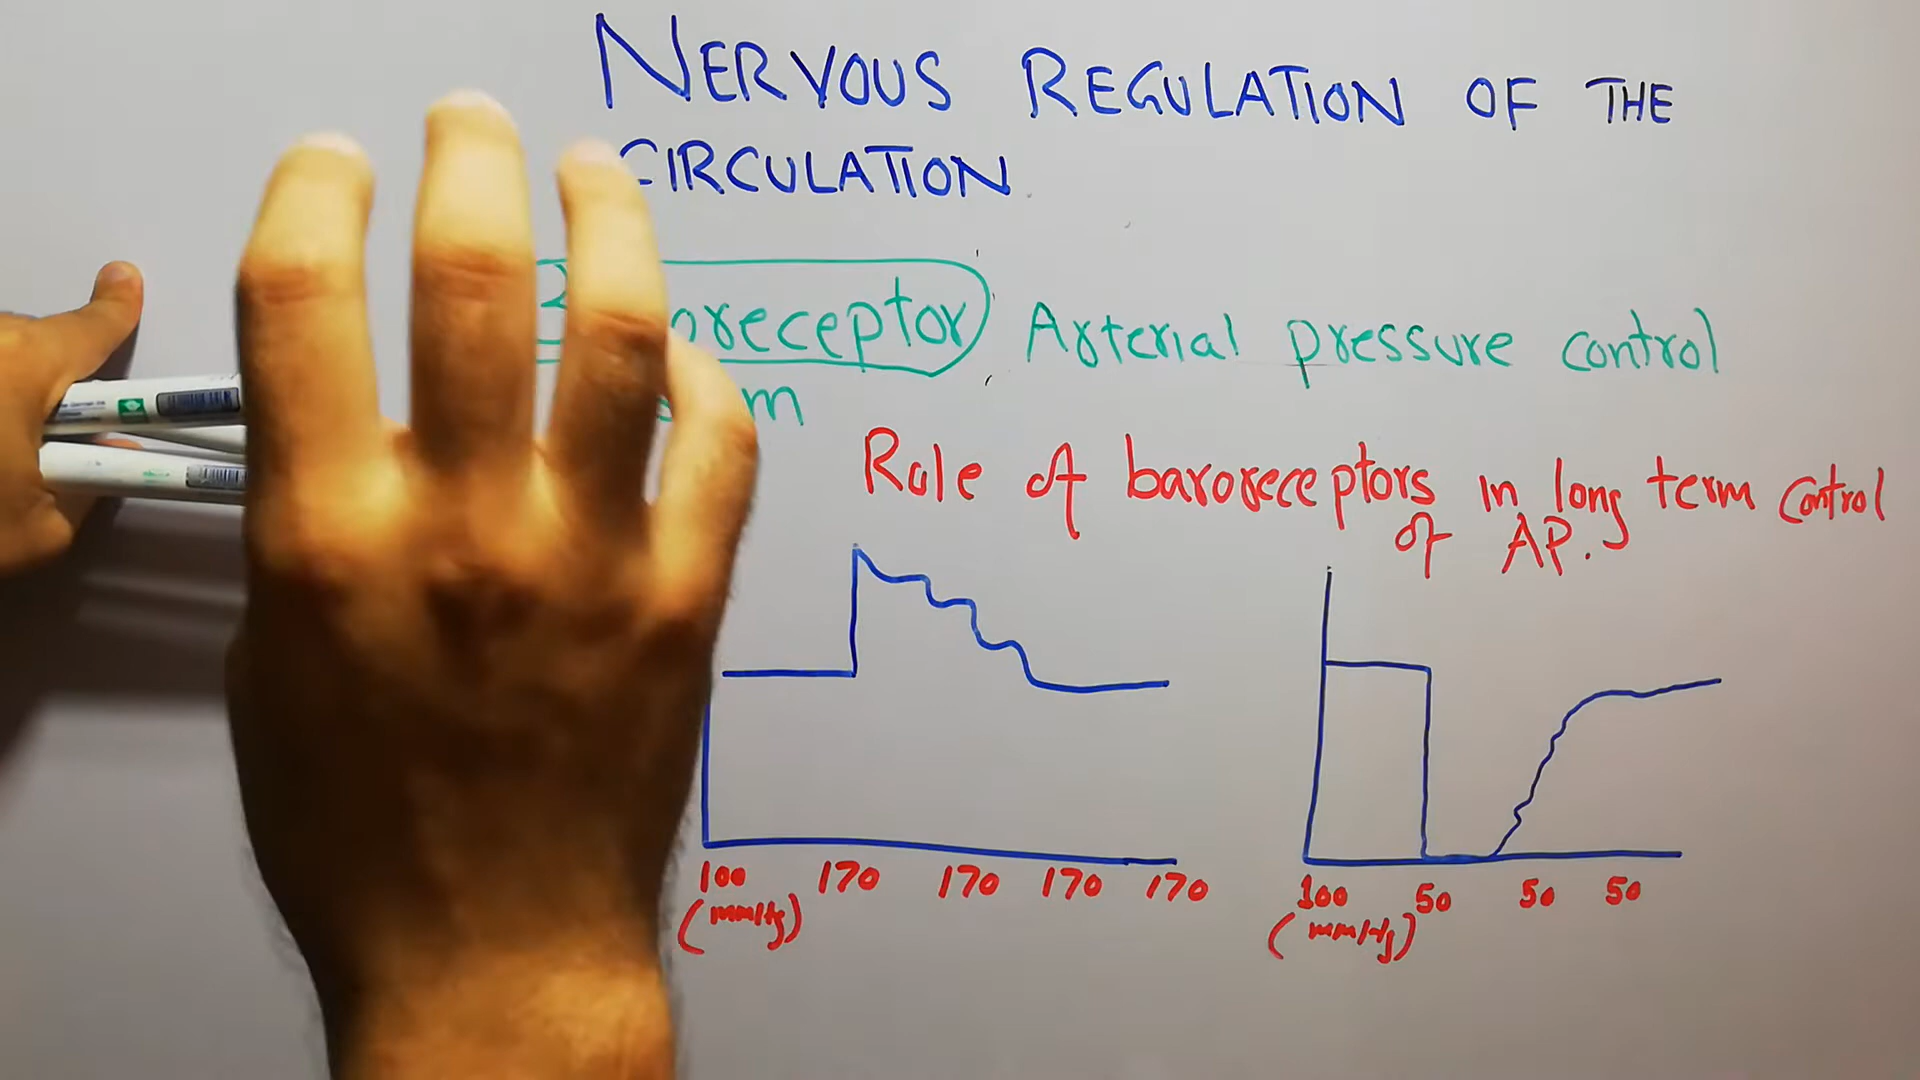 NERVOUS REGULATION OF THE
CIRCULATION
oreceptor Arterial pressure control
m
Role of baroreceptors in long term control
of AP.
100 170 170 170 170
(mmHg)
100 50 50 50
(mmHg)